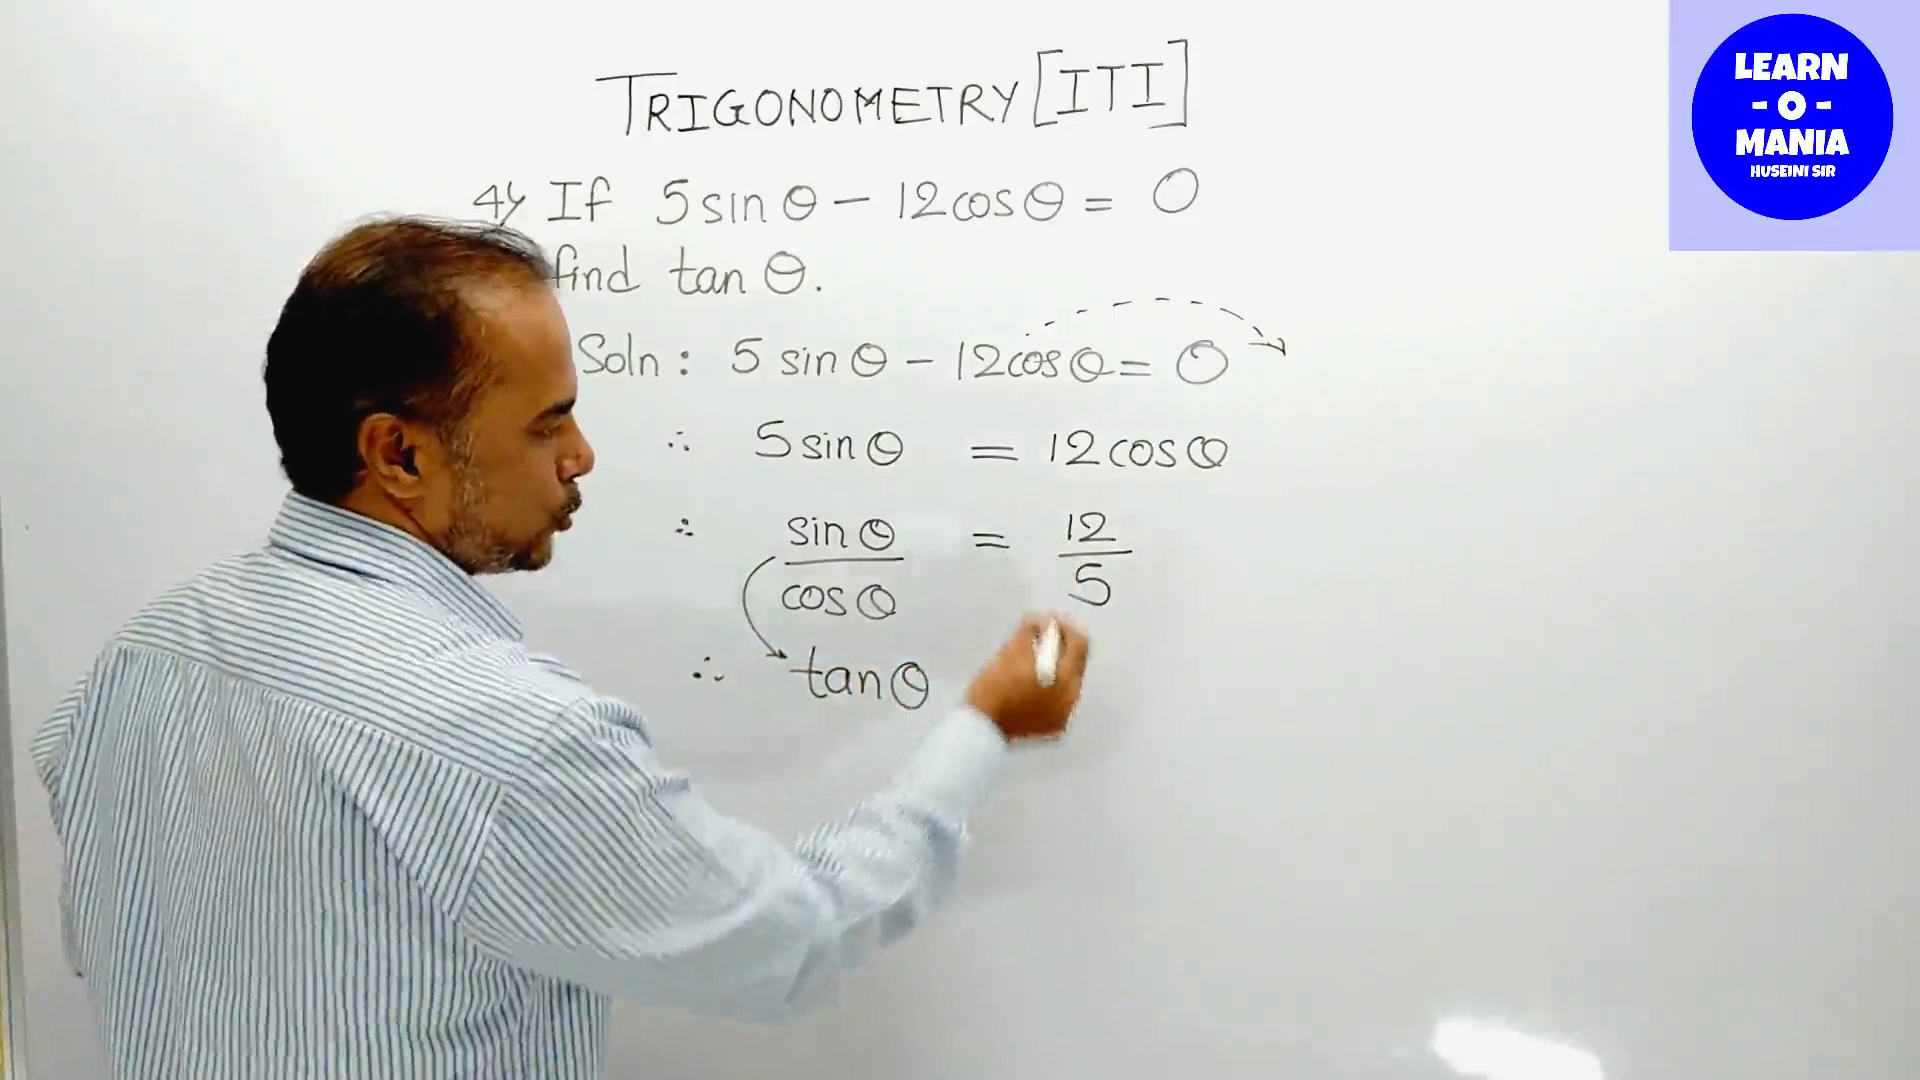 TRIGONOMETRY [ITI]
4) If 5 sin θ - 12 cos θ = 0
find tan θ.
Soln : 5 sin θ - 12 cos θ = 0
∴ 5 sin θ = 12 cos θ
∴ sin θ / cos θ = 12 / 5
∴ tan θ
LEARN
- O -
MANIA
HUSEINI SIR